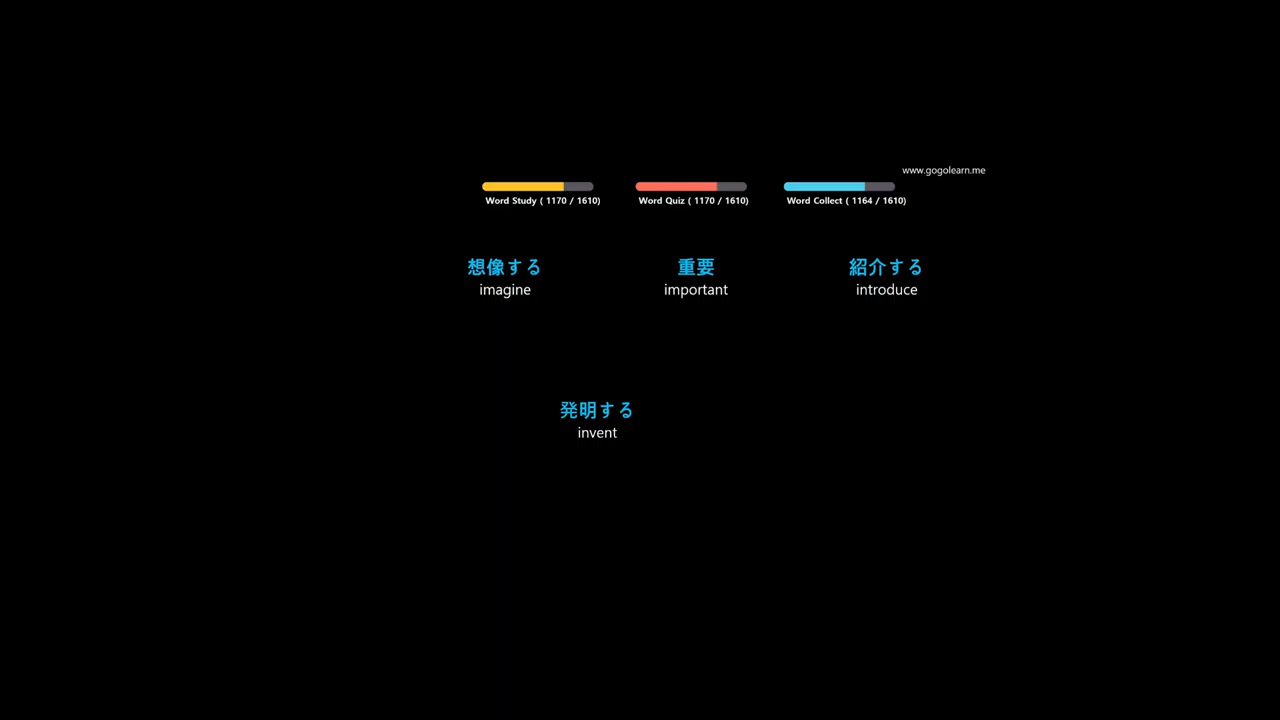 www.gogolearn.me
Word Study ( 1170 / 1610)
Word Quiz ( 1170 / 1610)
Word Collect ( 1164 / 1610)
想像する
imagine
重要
important
紹介する
introduce
発明する
invent